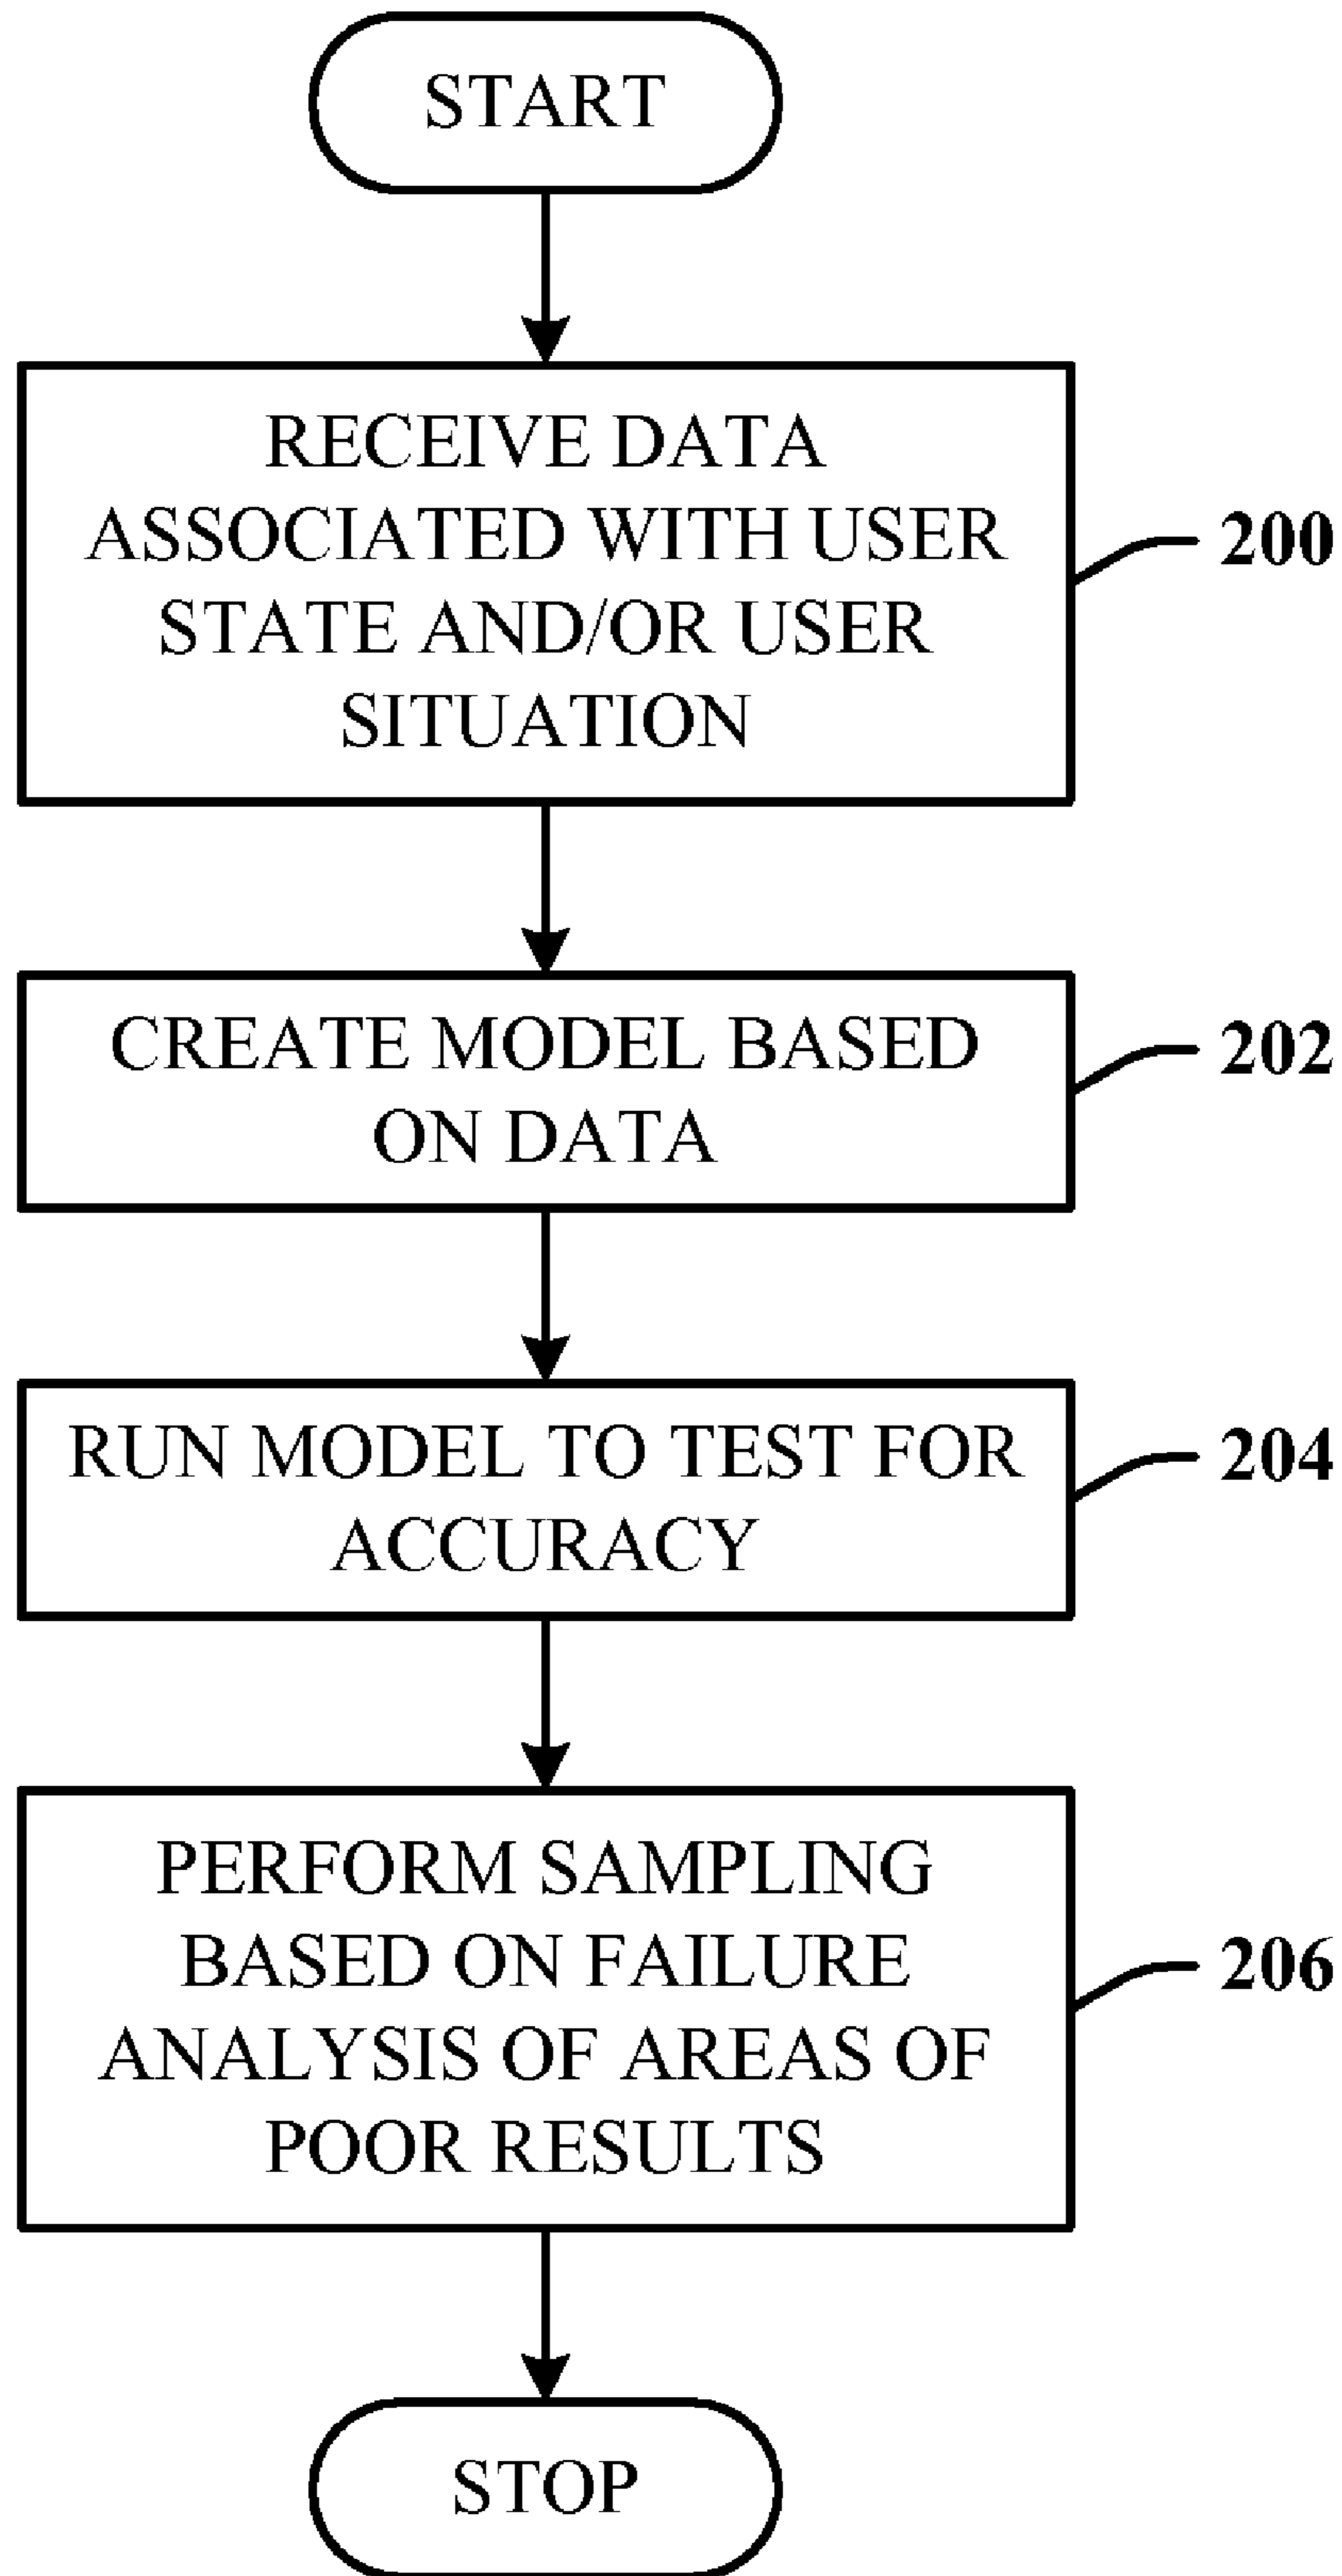 START
RECEIVE DATA
ASSOCIATED WITH USER
STATE AND/OR USER
SITUATION
200
CREATE MODEL BASED
ON DATA
202
RUN MODEL TO TEST FOR
ACCURACY
204
PERFORM SAMPLING
BASED ON FAILURE
ANALYSIS OF AREAS OF
POOR RESULTS
206
STOP